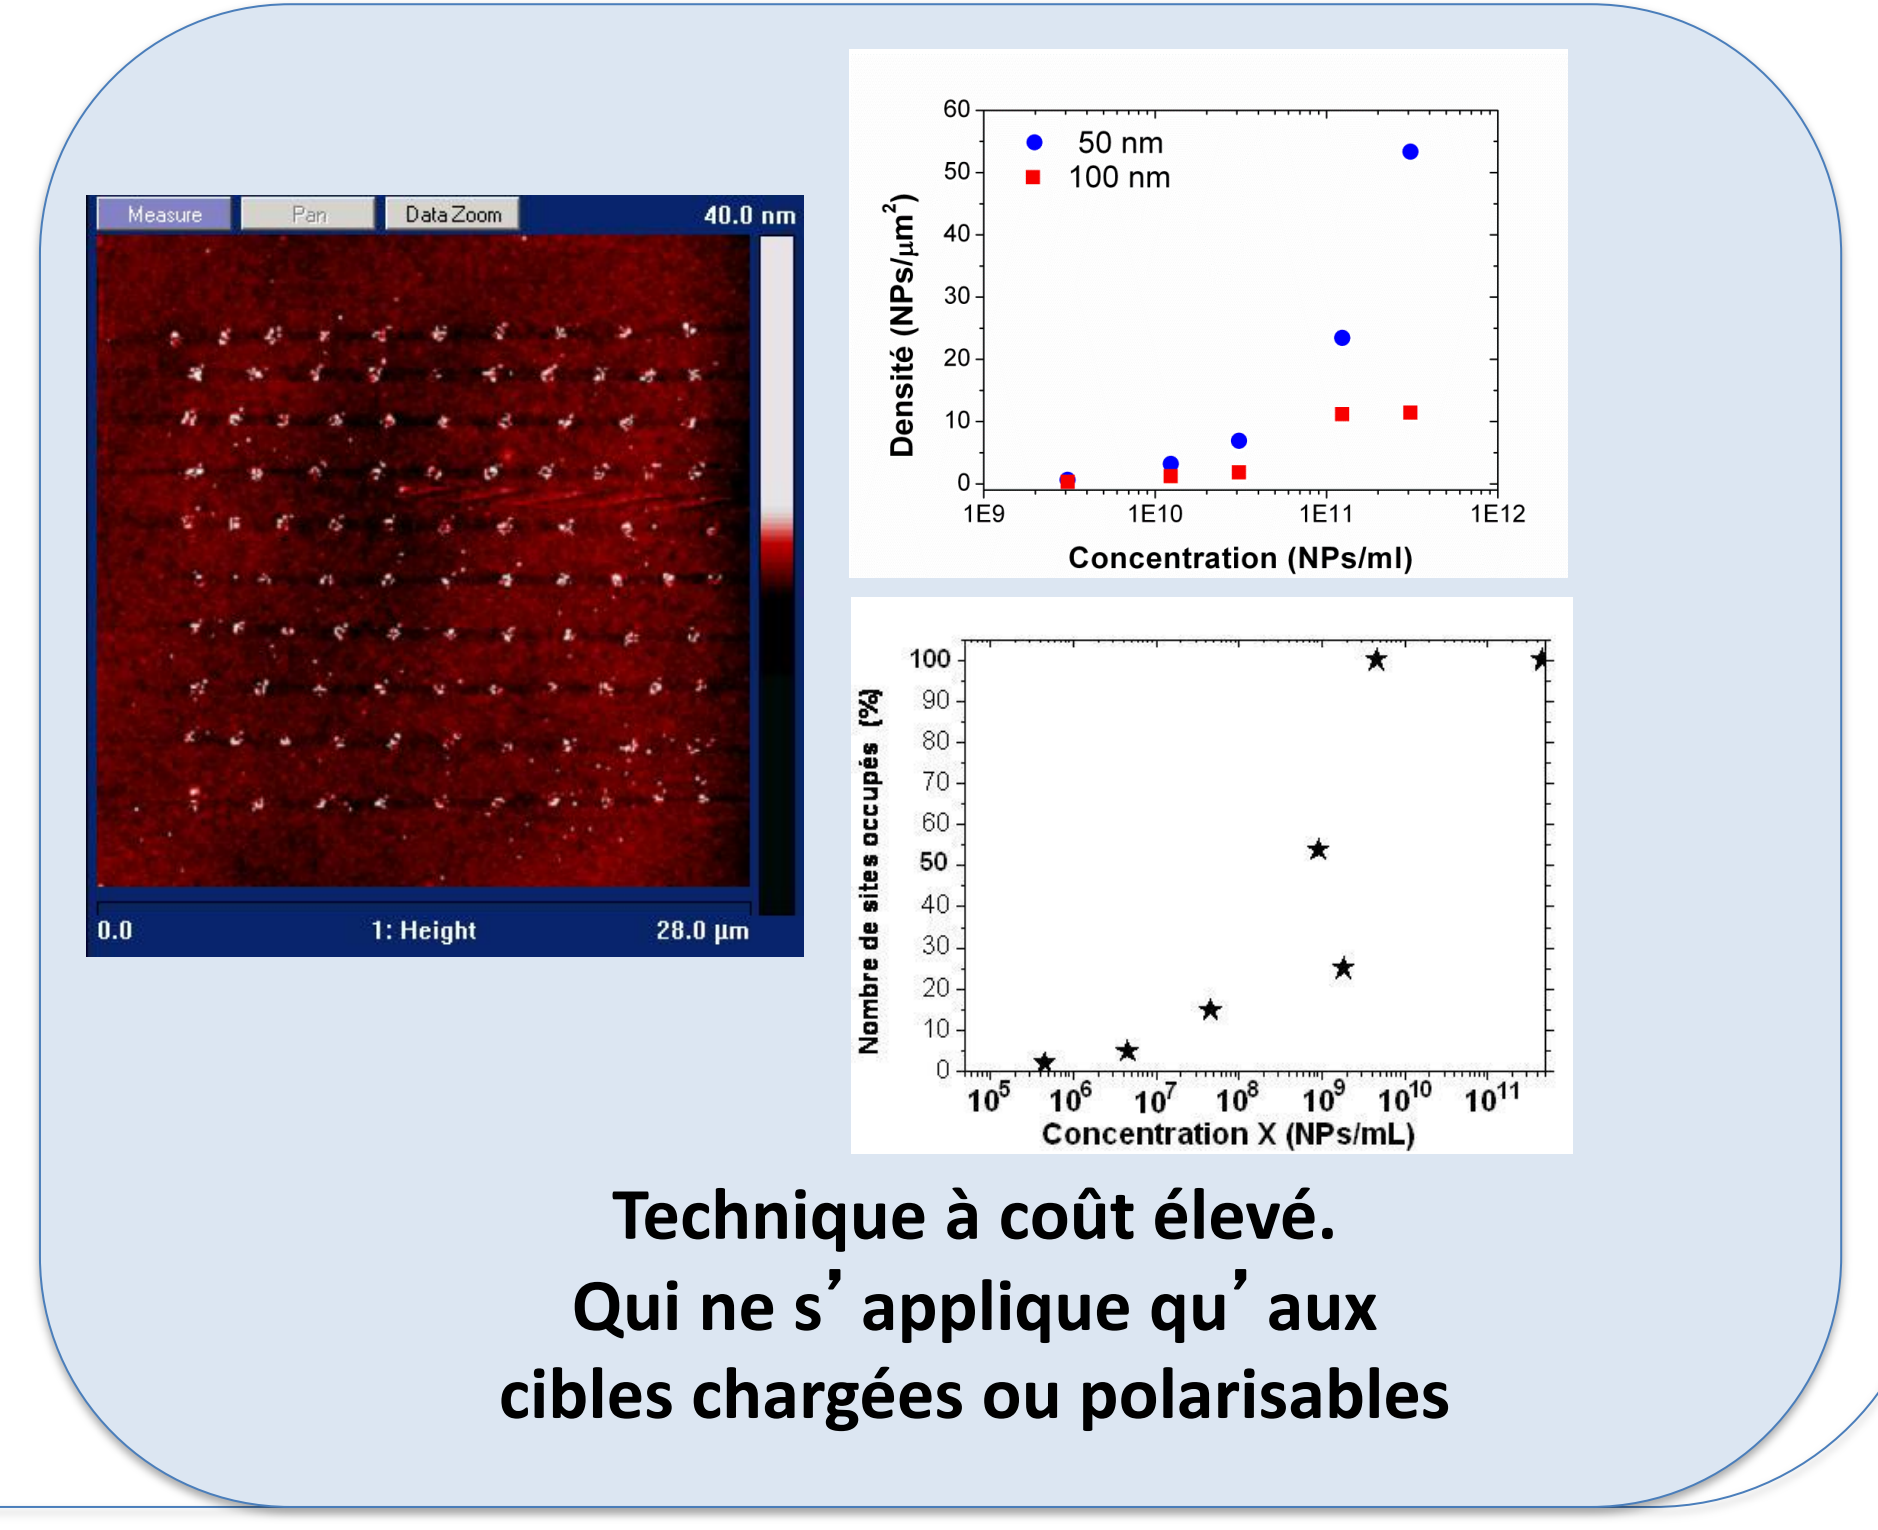 Measure Pan Data Zoom 40.0 nm
0.0 1: Height 28.0 µm
60
50
40
30
20
10
0
50 nm
100 nm
Densité (NPs/µm²)
1E9 1E10 1E11 1E12
Concentration (NPs/ml)
100
90
80
70
60
50
40
30
20
10
0
Nombre de sites occupés (%)
10⁵ 10⁶ 10⁷ 10⁸ 10⁹ 10¹⁰ 10¹¹
Concentration X (NPs/mL)
Technique à coût élevé.
Qui ne s’ applique qu’ aux
cibles chargées ou polarisables